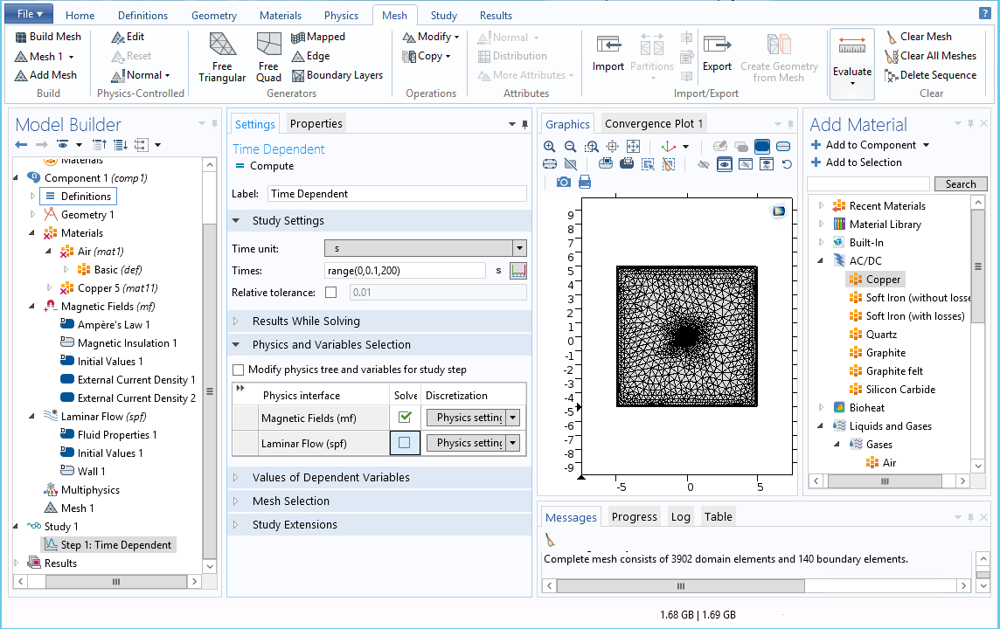 File
Home
Definitions
Geometry
Materials
Physics
Mesh
Study
Results
?
Build Mesh
Mesh 1
Add Mesh
Build
Edit
Reset
Normal
Physics-Controlled
Free
Triangular
Free
Quad
Mapped
Edge
Boundary Layers
Generators
Modify
Copy
Operations
Normal
Distribution
More Attributes
Attributes
Import
Partitions
Export
Create Geometry
from Mesh
Import/Export
Evaluate
Clear Mesh
Clear All Meshes
Delete Sequence
Clear
Model Builder
Materials
Component 1 (comp1)
Definitions
Geometry 1
Materials
Air (mat1)
Basic (def)
Copper 5 (mat11)
Magnetic Fields (mf)
Ampère's Law 1
Magnetic Insulation 1
Initial Values 1
External Current Density 1
External Current Density 2
Laminar Flow (spf)
Fluid Properties 1
Initial Values 1
Wall 1
Multiphysics
Mesh 1
Study 1
Step 1: Time Dependent
Results
Settings
Properties
Time Dependent
= Compute
Label: Time Dependent
Study Settings
Time unit: s
Times: range(0,0.1,200) s
Relative tolerance: 0.01
Results While Solving
Physics and Variables Selection
Modify physics tree and variables for study step
Physics interface Solve Discretization
Magnetic Fields (mf) Physics setting
Laminar Flow (spf) Physics setting
Values of Dependent Variables
Mesh Selection
Study Extensions
Graphics
Convergence Plot 1
9
8
7
6
5
4
3
2
1
0
-1
-2
-3
-4
-5
-6
-7
-8
-9
-5 0 5
Messages
Progress
Log
Table
Complete mesh consists of 3902 domain elements and 140 boundary elements.
Add Material
Add to Component
Add to Selection
Search
Recent Materials
Material Library
Built-In
AC/DC
Copper
Soft Iron (without losse
Soft Iron (with losses)
Quartz
Graphite
Graphite felt
Silicon Carbide
Bioheat
Liquids and Gases
Gases
Air
1.68 GB | 1.69 GB